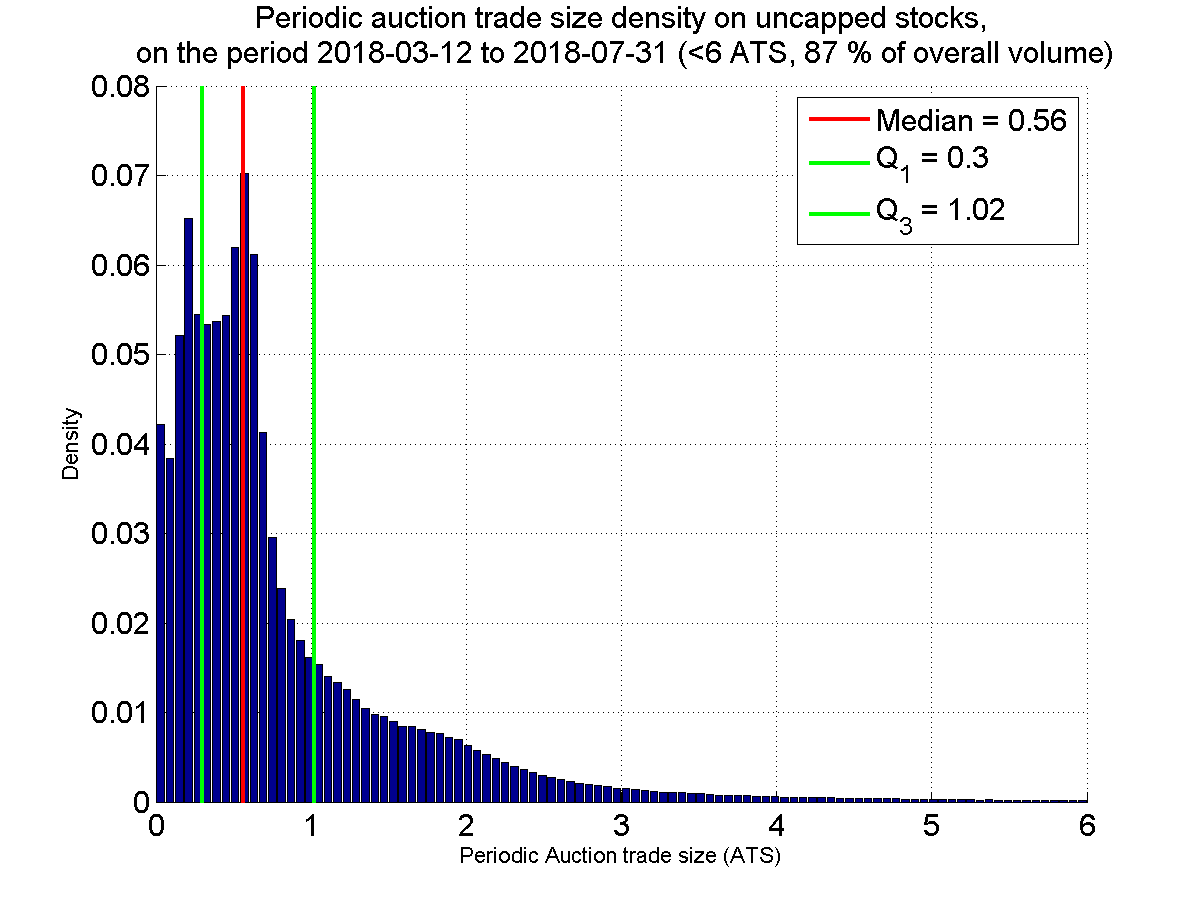 Periodic auction trade size density on uncapped stocks,
on the period 2018-03-12 to 2018-07-31 (<6 ATS, 87 % of overall volume)
Median = 0.56
Q1 = 0.3
Q3 = 1.02
0.08
0.07
0.06
0.05
0.04
0.03
0.02
0.01
0
Density
0 1 2 3 4 5 6
Periodic Auction trade size (ATS)